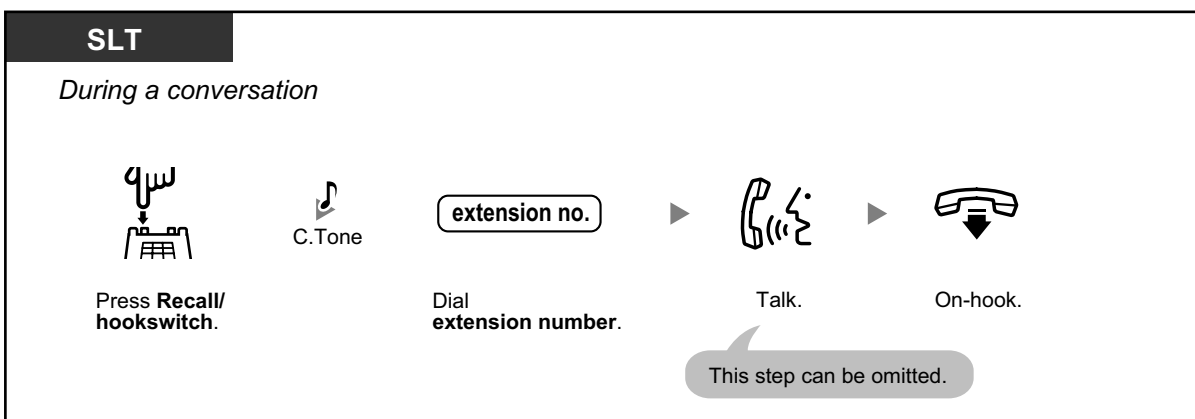 SLT
During a conversation
C.Tone
extension no.
Press Recall/
hookswitch.
Dial
extension number.
Talk.
On-hook.
This step can be omitted.